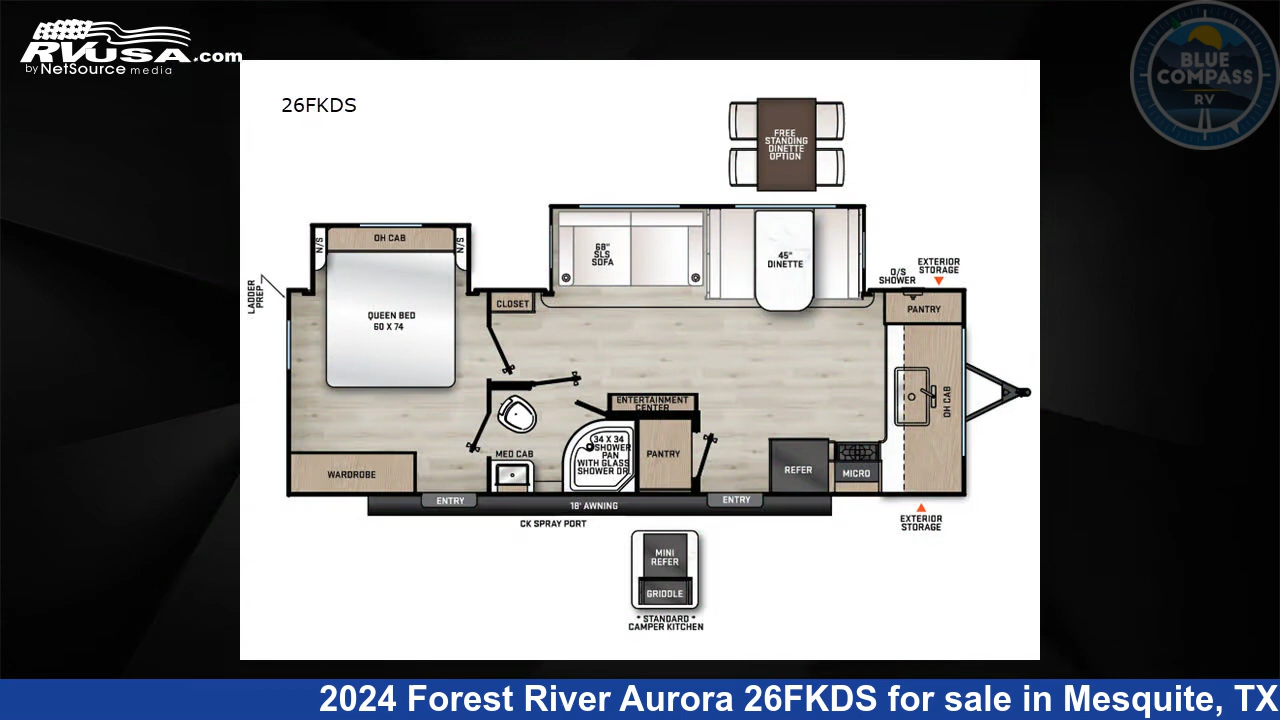 RVUSA.com
by NetSource media
BLUE
COMPASS
RV
26FKDS
FREE
STANDING
DINETTE
OPTION
OH CAB
N/S
N/S
68"
SLS
SOFA
45"
DINETTE
O/S
SHOWER
EXTERIOR
STORAGE
LADDER
PREP
QUEEN BED
60 X 74
CLOSET
PANTRY
OH CAB
ENTERTAINMENT
CENTER
34 X 34
SHOWER
PAN
WITH GLASS
SHOWER DR
MED CAB
PANTRY
REFER
MICRO
WARDROBE
ENTRY
ENTRY
18' AWNING
CK SPRAY PORT
EXTERIOR
STORAGE
MINI
REFER
GRIDDLE
* STANDARD *
CAMPER KITCHEN
2024 Forest River Aurora 26FKDS for sale in Mesquite, TX